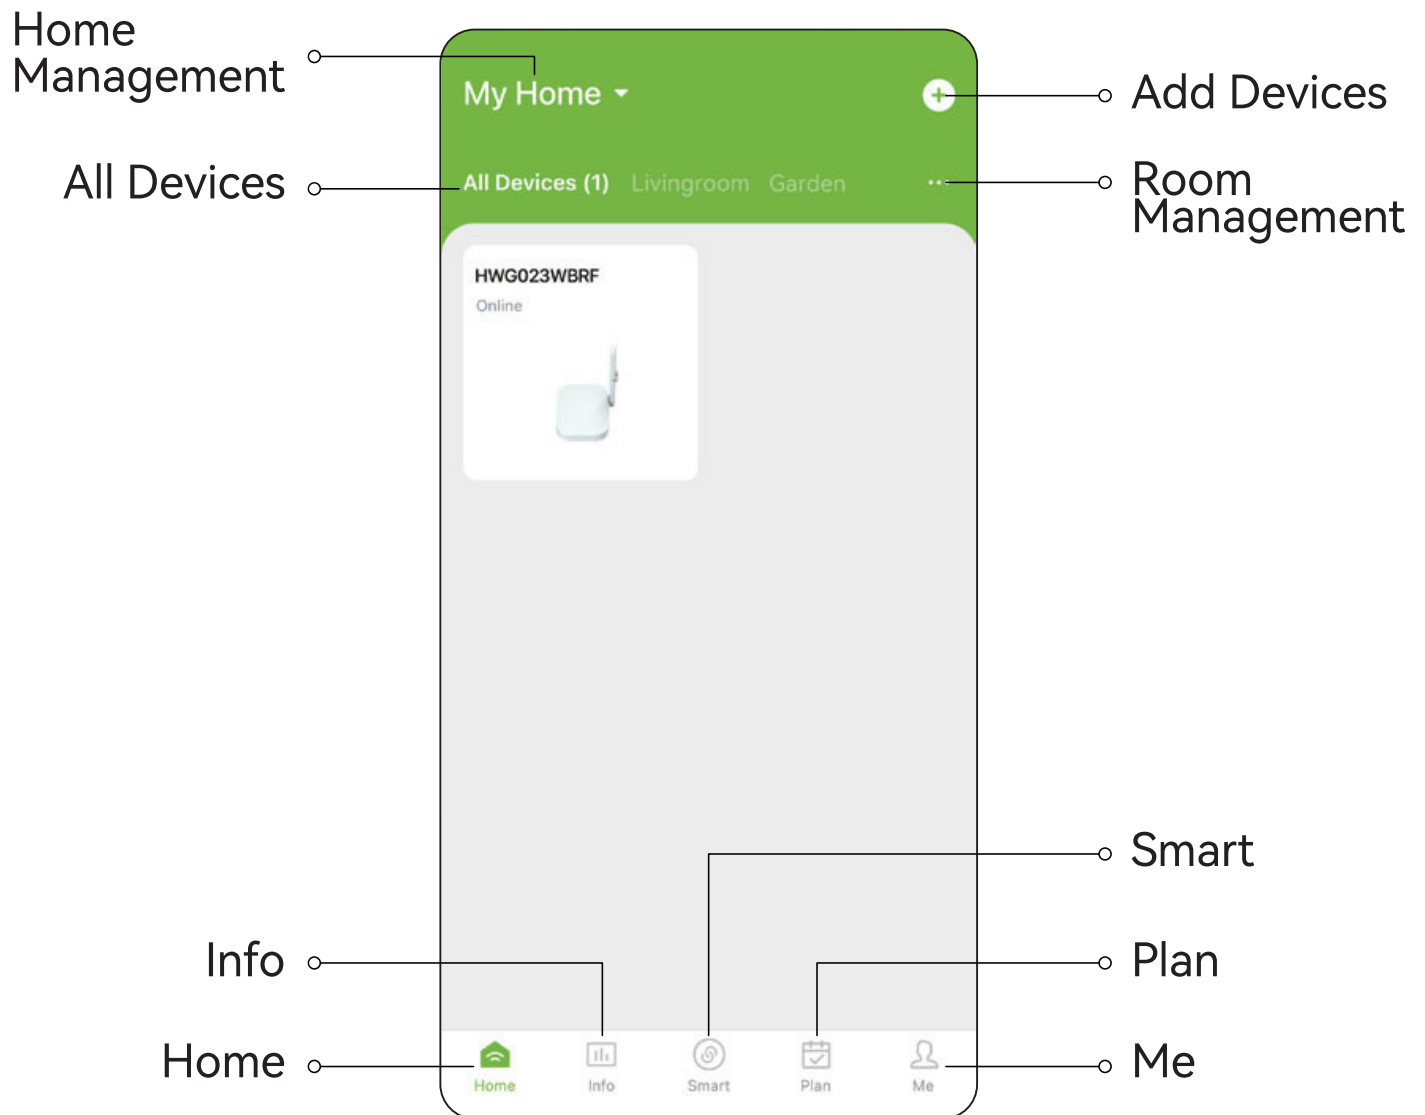 Home
Management
My Home
Add Devices
All Devices
All Devices (1) Livingroom Garden
Room
Management
HWG023WBRF
Online
Smart
Info
Plan
Home
Home Info Smart Plan Me
Me